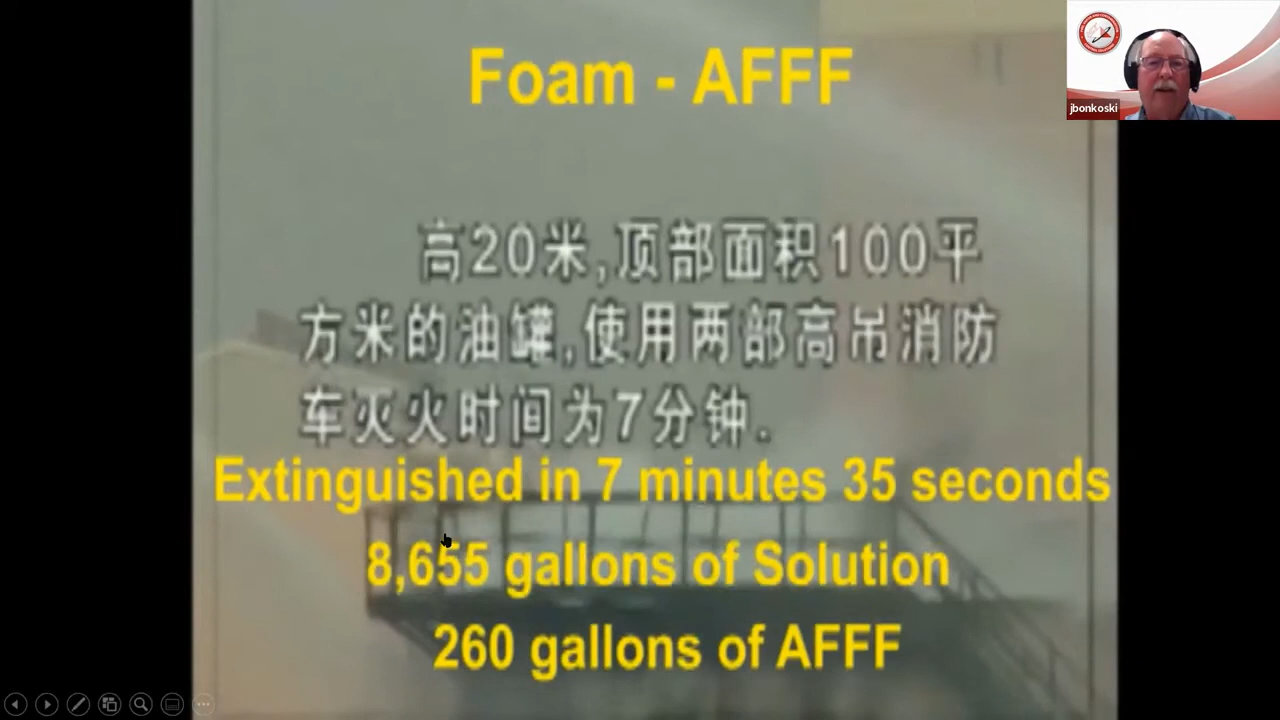 Foam - AFFF
jbonkoski
高20米,顶部面积100平
方米的油罐,使用两部高吊消防
车灭火时间为7分钟.
Extinguished in 7 minutes 35 seconds
8,655 gallons of Solution
260 gallons of AFFF